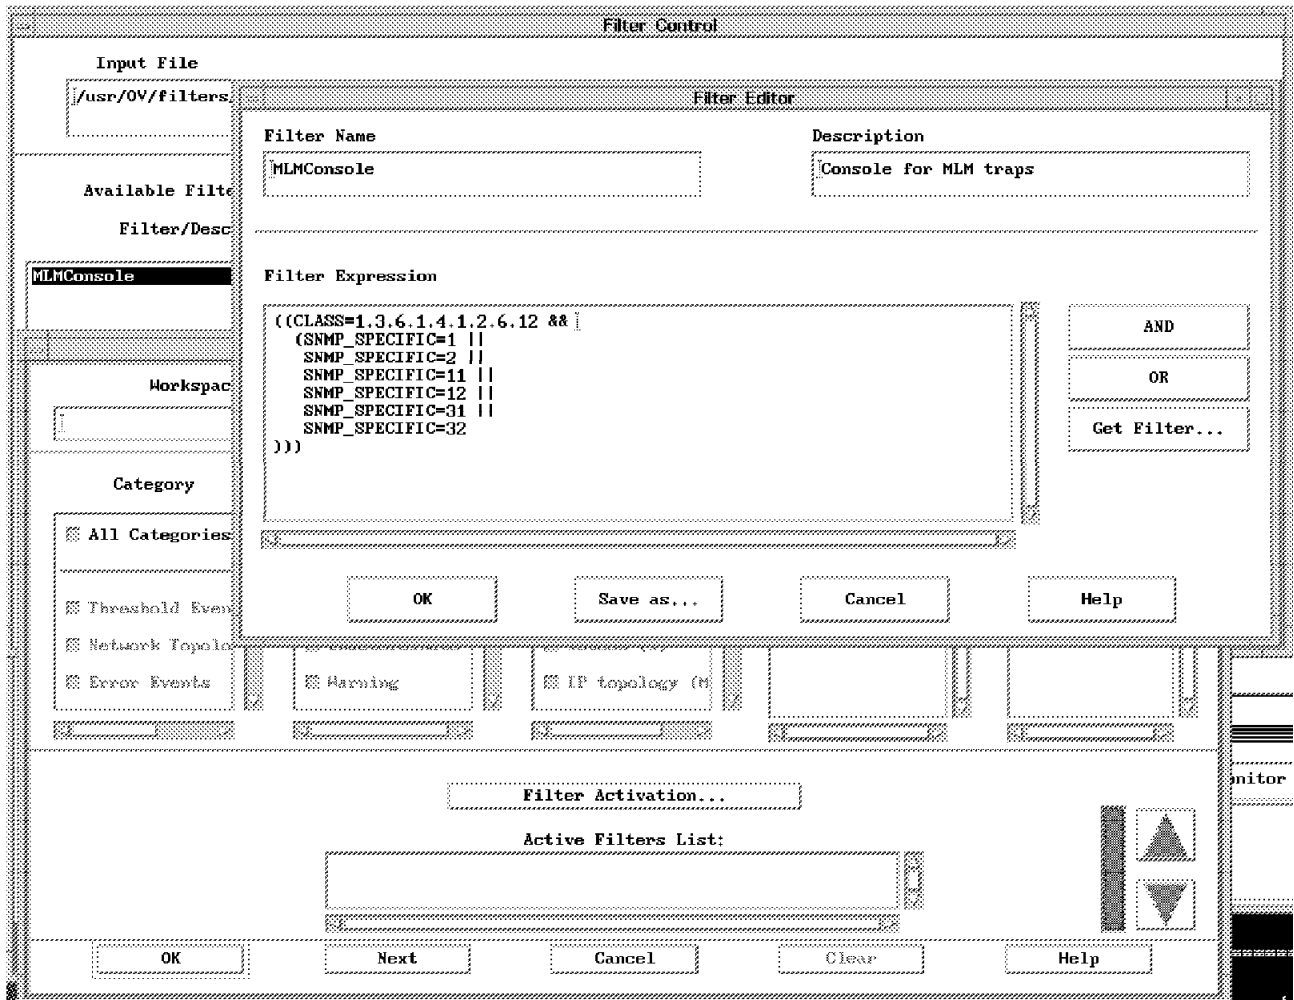 Filter Control
Input File
/usr/OV/filters
Filter Editor
Filter Name
Description
MLMConsole
Console for MLM traps
Available Filte
Filter/Desc
MLMConsole
Filter Expression
((CLASS=1.3.6.1.4.1.2.6.12 &&
(SNMP_SPECIFIC=1 ||
SNMP_SPECIFIC=2 ||
SNMP_SPECIFIC=11 ||
SNMP_SPECIFIC=12 ||
SNMP_SPECIFIC=31 ||
SNMP_SPECIFIC=32
)))
AND
OR
Get Filter...
Workspac
Category
All Categories
Threshold Even
Network Topolo
Error Events
OK
Save as...
Cancel
Help
Warning
IP topology (M
nitor
Filter Activation...
Active Filters List:
OK
Next
Cancel
Clear
Help